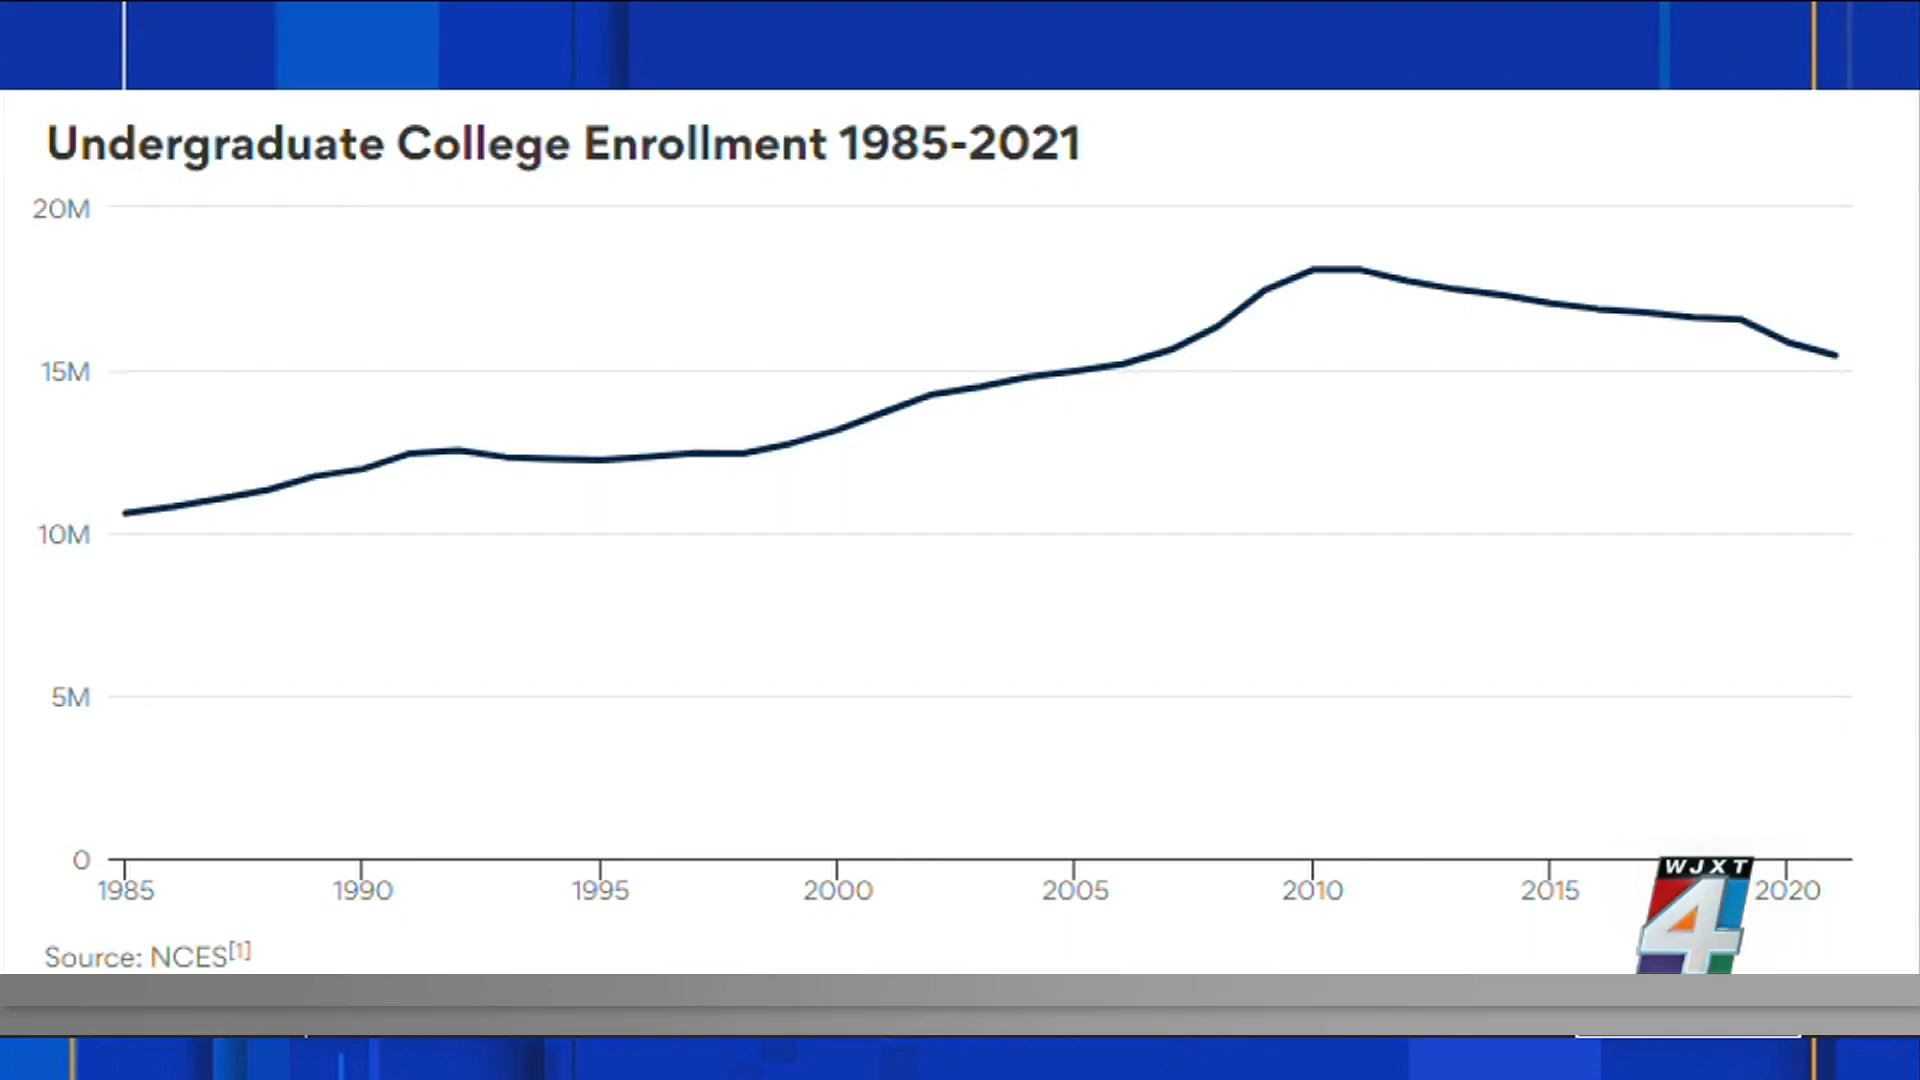 Undergraduate College Enrollment 1985-2021
20M
15M
10M
5M
0
1985 1990 1995 2000 2005 2010 2015 2020
WJXT
4
Source: NCES[1]